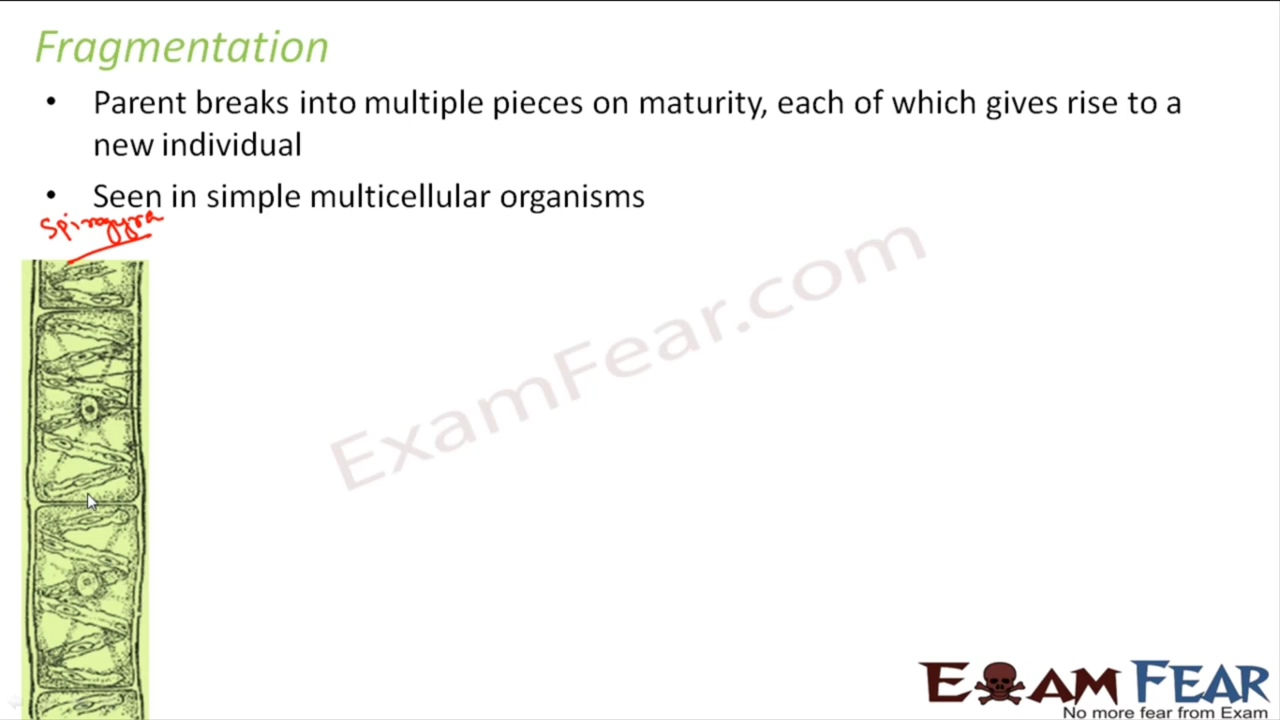 Fragmentation
• Parent breaks into multiple pieces on maturity, each of which gives rise to a
new individual
• Seen in simple multicellular organisms
Spirogyra
ExamFear.com
EXAM FEAR
No more fear from Exam